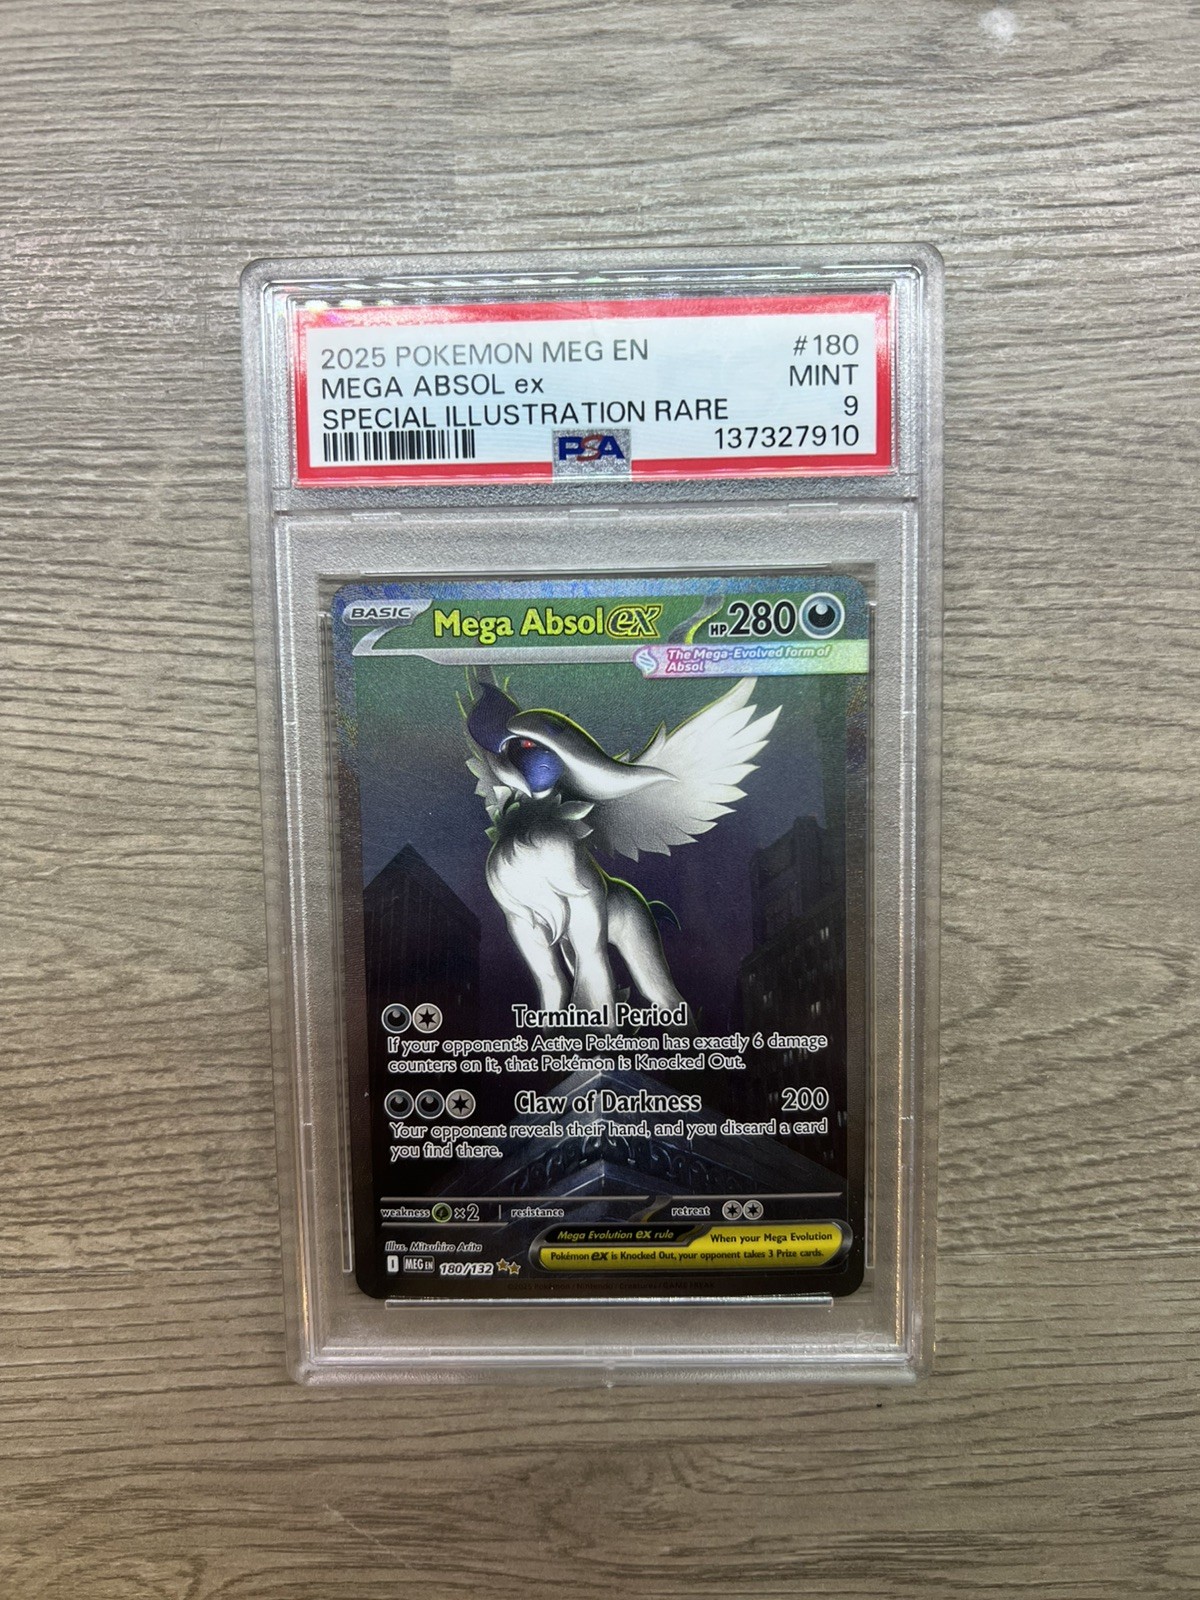 2025 POKEMON MEG EN #180
MEGA ABSOL ex MINT
SPECIAL ILLUSTRATION RARE 9
PSA 137327910
BASIC Mega Absol ex HP 280
The Mega-Evolved form of
Absol
Terminal Period
If your opponent's Active Pokémon has exactly 6 damage
counters on it, that Pokémon is Knocked Out.
Claw of Darkness 200
Your opponent reveals their hand, and you discard a card
you find there.
weakness ×2 resistance retreat
Mega Evolution ex rule When your Mega Evolution
Pokémon ex is Knocked Out, your opponent takes 3 Prize cards.
Illus. Mitsuhiro Arita
I MEG EN 180/132